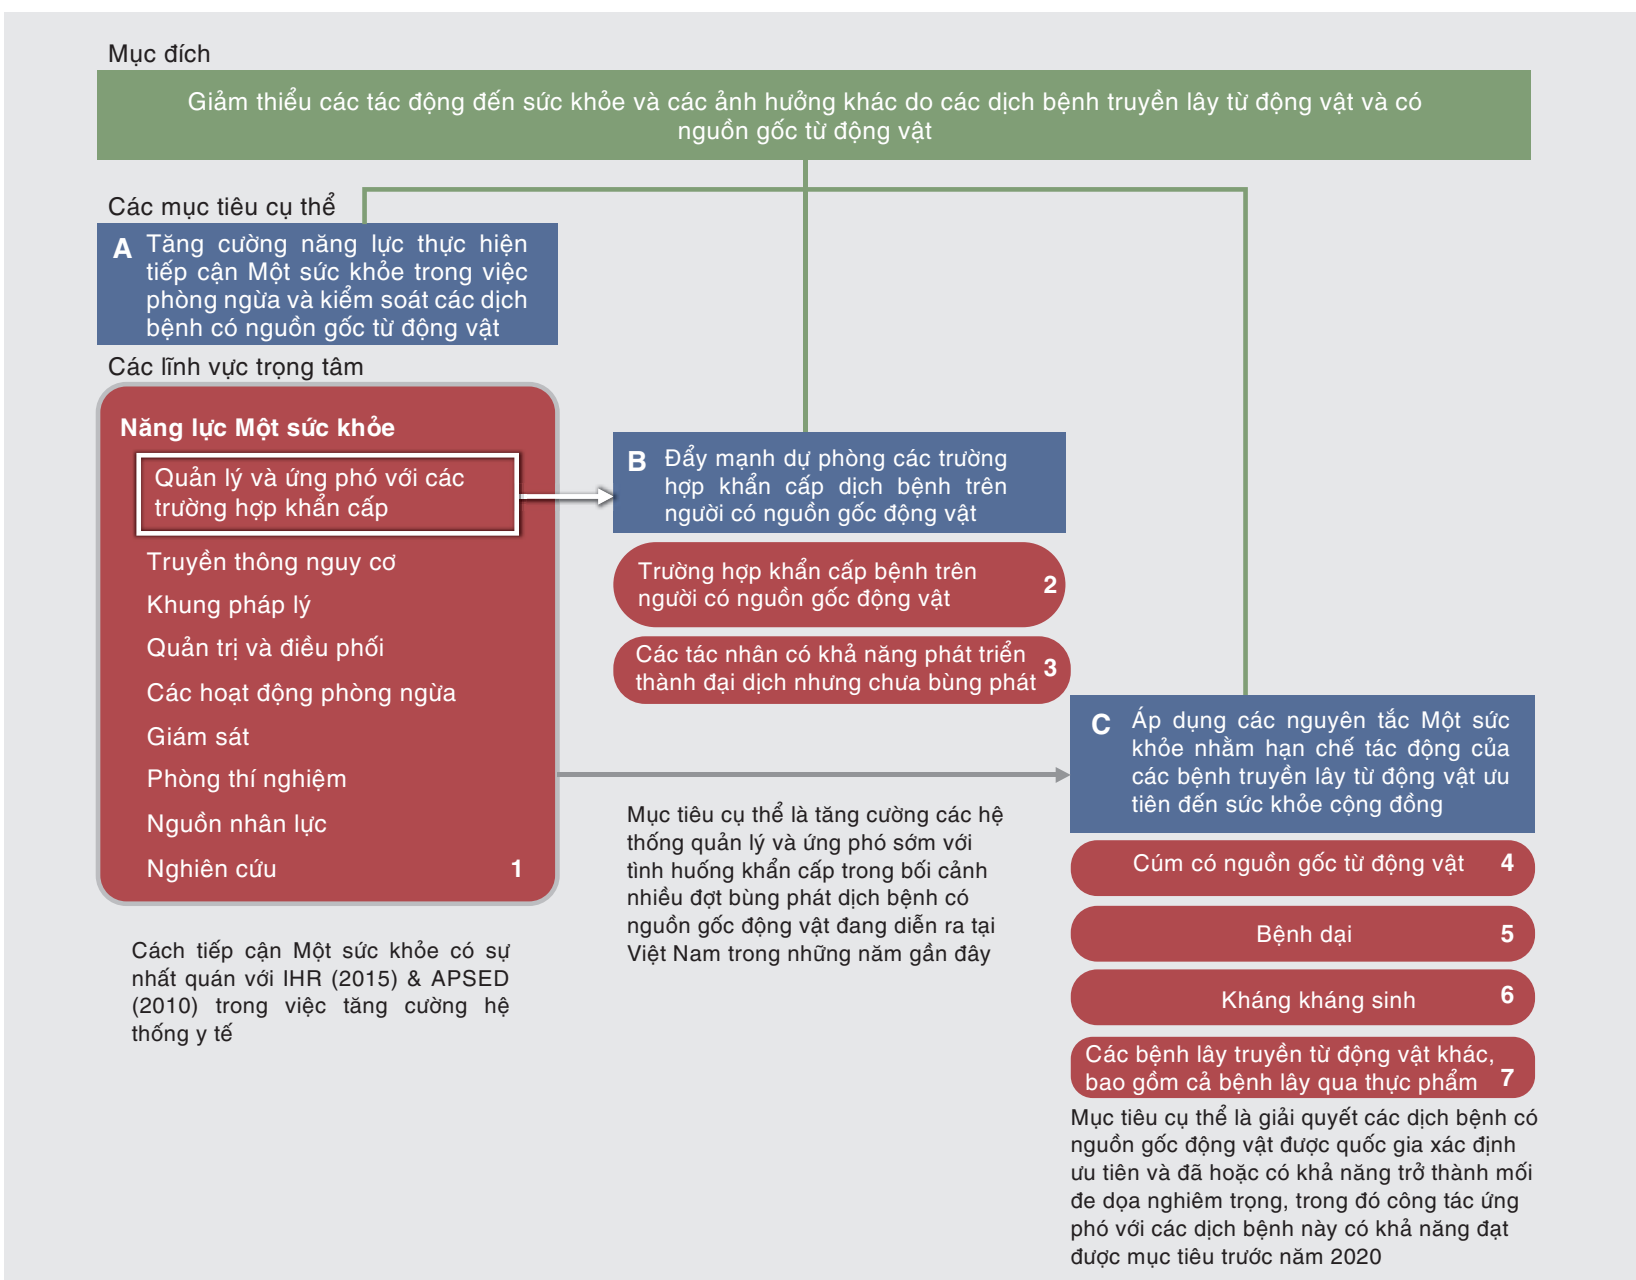 Mục đích
Giảm thiểu các tác động đến sức khỏe và các ảnh hưởng khác do các dịch bệnh truyền lây từ động vật và có
nguồn gốc từ động vật
Các mục tiêu cụ thể
A Tăng cường năng lực thực hiện
tiếp cận Một sức khỏe trong việc
phòng ngừa và kiểm soát các dịch
bệnh có nguồn gốc từ động vật
Các lĩnh vực trọng tâm
Năng lực Một sức khỏe
Quản lý và ứng phó với các
trường hợp khẩn cấp
Truyền thông nguy cơ
Khung pháp lý
Quản trị và điều phối
Các hoạt động phòng ngừa
Giám sát
Phòng thí nghiệm
Nguồn nhân lực
Nghiên cứu 1
Cách tiếp cận Một sức khỏe có sự
nhất quán với IHR (2015) & APSED
(2010) trong việc tăng cường hệ
thống y tế
B Đẩy mạnh dự phòng các trường
hợp khẩn cấp dịch bệnh trên
người có nguồn gốc động vật
Trường hợp khẩn cấp bệnh trên
người có nguồn gốc động vật 2
Các tác nhân có khả năng phát triển
thành đại dịch nhưng chưa bùng phát 3
Mục tiêu cụ thể là tăng cường các hệ
thống quản lý và ứng phó sớm với
tình huống khẩn cấp trong bối cảnh
nhiều đợt bùng phát dịch bệnh có
nguồn gốc động vật đang diễn ra tại
Việt Nam trong những năm gần đây
C Áp dụng các nguyên tắc Một sức
khỏe nhằm hạn chế tác động của
các bệnh truyền lây từ động vật ưu
tiên đến sức khỏe cộng đồng
Cúm có nguồn gốc từ động vật 4
Bệnh dại 5
Kháng kháng sinh 6
Các bệnh lây truyền từ động vật khác,
bao gồm cả bệnh lây qua thực phẩm 7
Mục tiêu cụ thể là giải quyết các dịch bệnh có
nguồn gốc động vật được quốc gia xác định
ưu tiên và đã hoặc có khả năng trở thành mối
đe dọa nghiêm trọng, trong đó công tác ứng
phó với các dịch bệnh này có khả năng đạt
được mục tiêu trước năm 2020